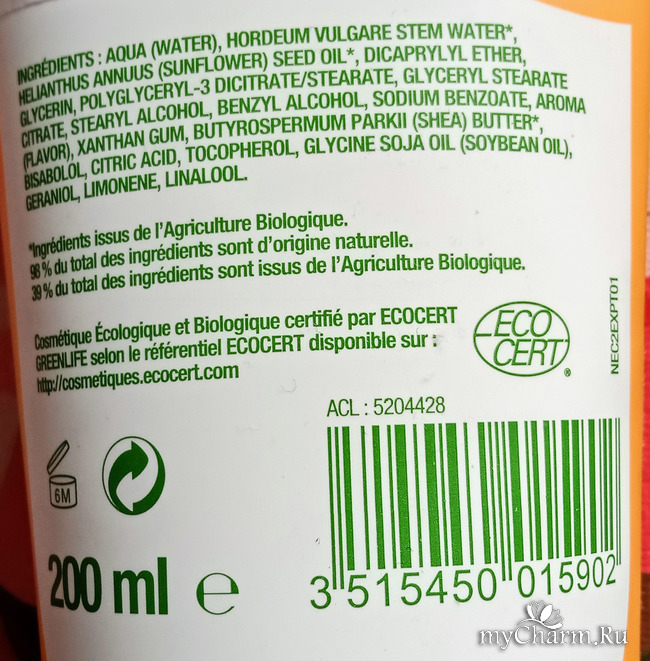 INGRÉDIENTS : AQUA (WATER), HORDEUM VULGARE STEM WATER*,
HELIANTHUS ANNUUS (SUNFLOWER) SEED OIL*, DICAPRYLYL ETHER,
GLYCERIN, POLYGLYCERYL-3 DICITRATE/STEARATE, GLYCERYL STEARATE
CITRATE, STEARYL ALCOHOL, BENZYL ALCOHOL, SODIUM BENZOATE, AROMA
(FLAVOR), XANTHAN GUM, BUTYROSPERMUM PARKII (SHEA) BUTTER*,
BISABOLOL, CITRIC ACID, TOCOPHEROL, GLYCINE SOJA OIL (SOYBEAN OIL),
GERANIOL, LIMONENE, LINALOOL.
*Ingrédients issus de l'Agriculture Biologique.
98 % du total des ingrédients sont d'origine naturelle.
39 % du total des ingrédients sont issus de l'Agriculture Biologique.
Cosmétique Écologique et Biologique certifié par ECOCERT
GREENLIFE selon le référentiel ECOCERT disponible sur :
http://cosmetiques.ecocert.com
ECO
CERT
®
NEC2EXPT01
ACL : 5204428
6M
200 ml e
3 515450 015902
myCharm.Ru